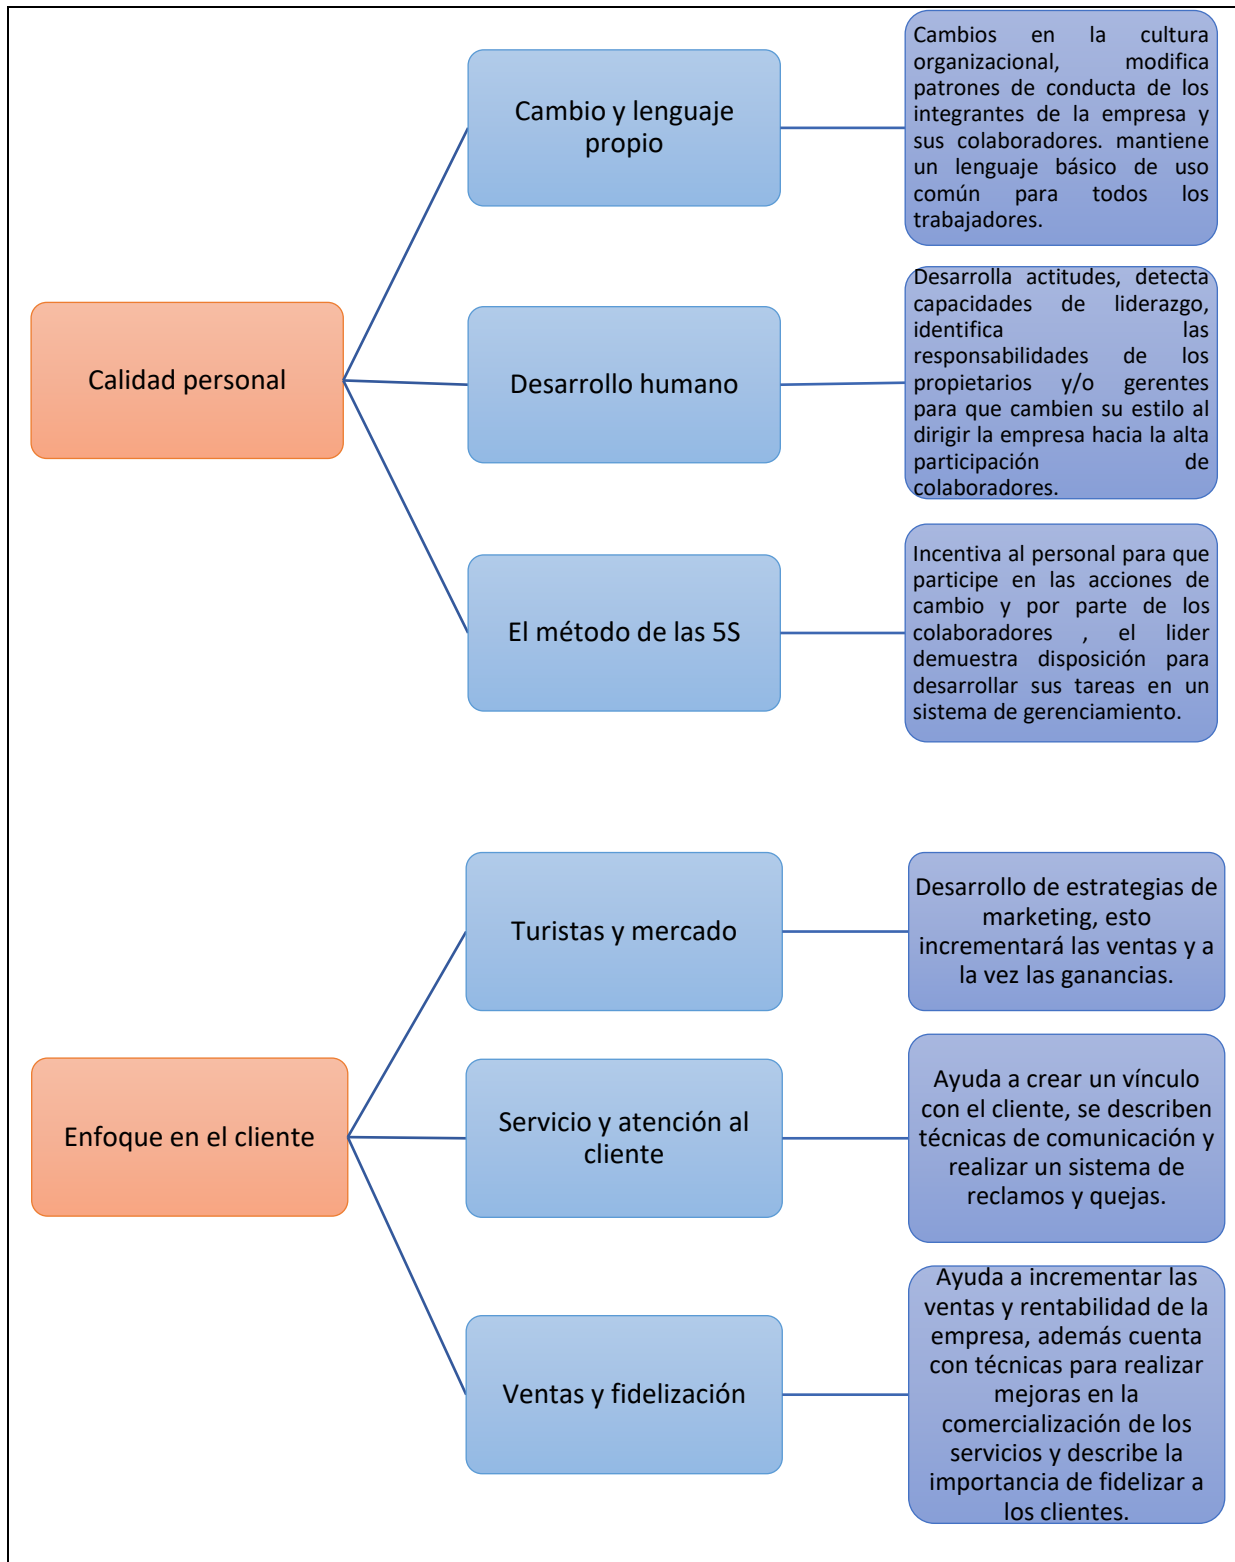 Calidad personal
Cambio y lenguaje
propio
Cambios en la cultura
organizacional, modifica
patrones de conducta de los
integrantes de la empresa y
sus colaboradores. mantiene
un lenguaje básico de uso
común para todos los
trabajadores.
Desarrollo humano
Desarrolla actitudes, detecta
capacidades de liderazgo,
identifica las
responsabilidades de los
propietarios y/o gerentes
para que cambien su estilo al
dirigir la empresa hacia la alta
participación de
colaboradores.
El método de las 5S
Incentiva al personal para que
participe en las acciones de
cambio y por parte de los
colaboradores , el lider
demuestra disposición para
desarrollar sus tareas en un
sistema de gerenciamiento.
Enfoque en el cliente
Turistas y mercado
Desarrollo de estrategias de
marketing, esto
incrementará las ventas y a
la vez las ganancias.
Servicio y atención al
cliente
Ayuda a crear un vínculo
con el cliente, se describen
técnicas de comunicación y
realizar un sistema de
reclamos y quejas.
Ventas y fidelización
Ayuda a incrementar las
ventas y rentabilidad de la
empresa, además cuenta
con técnicas para realizar
mejoras en la
comercialización de los
servicios y describe la
importancia de fidelizar a
los clientes.